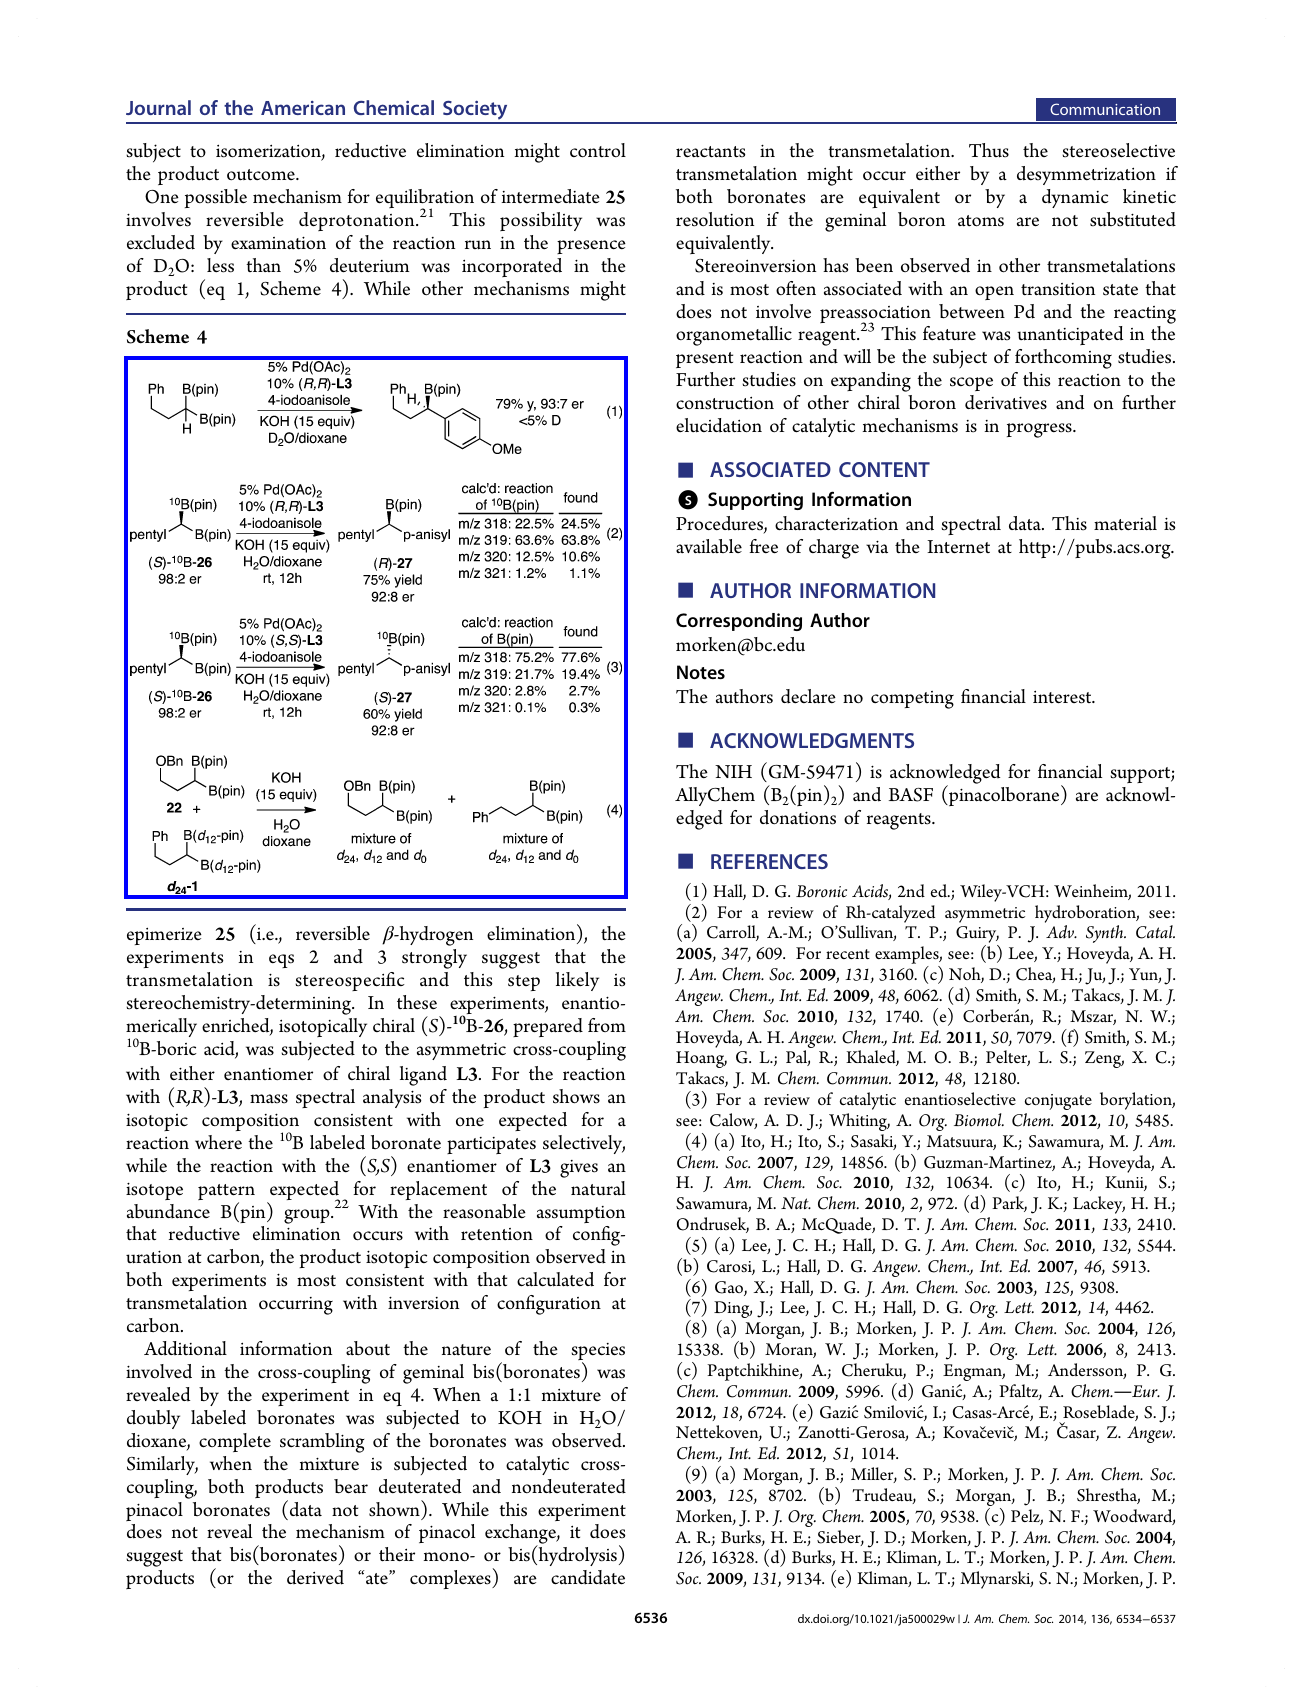 Journal of the American Chemical Society
Communication
subject to isomerization, reductive elimination might control
the product outcome.
One possible mechanism for equilibration of intermediate 25
involves reversible deprotonation.21 This possibility was
excluded by examination of the reaction run in the presence
of D2O: less than 5% deuterium was incorporated in the
product (eq 1, Scheme 4). While other mechanisms might
Scheme 4
5% Pd(OAc)2
10% (R,R)-L3
4-iodoanisole
KOH (15 equiv)
D2O/dioxane
Ph B(pin)
B(pin)
H
Ph B(pin)
H,
OMe
79% y, 93:7 er
<5% D
(1)
10B(pin)
pentyl B(pin)
(S)-10B-26
98:2 er
5% Pd(OAc)2
10% (R,R)-L3
4-iodoanisole
KOH (15 equiv)
H2O/dioxane
rt, 12h
B(pin)
pentyl p-anisyl
(R)-27
75% yield
92:8 er
calc'd: reaction
of 10B(pin) found
m/z 318: 22.5% 24.5%
m/z 319: 63.6% 63.8%
m/z 320: 12.5% 10.6%
m/z 321: 1.2% 1.1%
(2)
10B(pin)
pentyl B(pin)
(S)-10B-26
98:2 er
5% Pd(OAc)2
10% (S,S)-L3
4-iodoanisole
KOH (15 equiv)
H2O/dioxane
rt, 12h
10B(pin)
pentyl p-anisyl
(S)-27
60% yield
92:8 er
calc'd: reaction
of B(pin) found
m/z 318: 75.2% 77.6%
m/z 319: 21.7% 19.4%
m/z 320: 2.8% 2.7%
m/z 321: 0.1% 0.3%
(3)
OBn B(pin)
B(pin)
22 +
Ph B(d12-pin)
B(d12-pin)
d24-1
KOH
(15 equiv)
H2O
dioxane
OBn B(pin)
B(pin)
mixture of
d24, d12 and d0
+
B(pin)
Ph B(pin)
mixture of
d24, d12 and d0
(4)
epimerize 25 (i.e., reversible β-hydrogen elimination), the
experiments in eqs 2 and 3 strongly suggest that the
transmetalation is stereospecific and this step likely is
stereochemistry-determining. In these experiments, enantio-
merically enriched, isotopically chiral (S)-10B-26, prepared from
10B-boric acid, was subjected to the asymmetric cross-coupling
with either enantiomer of chiral ligand L3. For the reaction
with (R,R)-L3, mass spectral analysis of the product shows an
isotopic composition consistent with one expected for a
reaction where the 10B labeled boronate participates selectively,
while the reaction with the (S,S) enantiomer of L3 gives an
isotope pattern expected for replacement of the natural
abundance B(pin) group.22 With the reasonable assumption
that reductive elimination occurs with retention of config-
uration at carbon, the product isotopic composition observed in
both experiments is most consistent with that calculated for
transmetalation occurring with inversion of configuration at
carbon.
Additional information about the nature of the species
involved in the cross-coupling of geminal bis(boronates) was
revealed by the experiment in eq 4. When a 1:1 mixture of
doubly labeled boronates was subjected to KOH in H2O/
dioxane, complete scrambling of the boronates was observed.
Similarly, when the mixture is subjected to catalytic cross-
coupling, both products bear deuterated and nondeuterated
pinacol boronates (data not shown). While this experiment
does not reveal the mechanism of pinacol exchange, it does
suggest that bis(boronates) or their mono- or bis(hydrolysis)
products (or the derived “ate” complexes) are candidate
reactants in the transmetalation. Thus the stereoselective
transmetalation might occur either by a desymmetrization if
both boronates are equivalent or by a dynamic kinetic
resolution if the geminal boron atoms are not substituted
equivalently.
Stereoinversion has been observed in other transmetalations
and is most often associated with an open transition state that
does not involve preassociation between Pd and the reacting
organometallic reagent.23 This feature was unanticipated in the
present reaction and will be the subject of forthcoming studies.
Further studies on expanding the scope of this reaction to the
construction of other chiral boron derivatives and on further
elucidation of catalytic mechanisms is in progress.
■ ASSOCIATED CONTENT
S Supporting Information
Procedures, characterization and spectral data. This material is
available free of charge via the Internet at http://pubs.acs.org.
■ AUTHOR INFORMATION
Corresponding Author
morken@bc.edu
Notes
The authors declare no competing financial interest.
■ ACKNOWLEDGMENTS
The NIH (GM-59471) is acknowledged for financial support;
AllyChem (B2(pin)2) and BASF (pinacolborane) are acknowl-
edged for donations of reagents.
■ REFERENCES
(1) Hall, D. G. Boronic Acids, 2nd ed.; Wiley-VCH: Weinheim, 2011.
(2) For a review of Rh-catalyzed asymmetric hydroboration, see:
(a) Carroll, A.-M.; O'Sullivan, T. P.; Guiry, P. J. Adv. Synth. Catal.
2005, 347, 609. For recent examples, see: (b) Lee, Y.; Hoveyda, A. H.
J. Am. Chem. Soc. 2009, 131, 3160. (c) Noh, D.; Chea, H.; Ju, J.; Yun, J.
Angew. Chem., Int. Ed. 2009, 48, 6062. (d) Smith, S. M.; Takacs, J. M. J.
Am. Chem. Soc. 2010, 132, 1740. (e) Corberán, R.; Mszar, N. W.;
Hoveyda, A. H. Angew. Chem., Int. Ed. 2011, 50, 7079. (f) Smith, S. M.;
Hoang, G. L.; Pal, R.; Khaled, M. O. B.; Pelter, L. S.; Zeng, X. C.;
Takacs, J. M. Chem. Commun. 2012, 48, 12180.
(3) For a review of catalytic enantioselective conjugate borylation,
see: Calow, A. D. J.; Whiting, A. Org. Biomol. Chem. 2012, 10, 5485.
(4) (a) Ito, H.; Ito, S.; Sasaki, Y.; Matsuura, K.; Sawamura, M. J. Am.
Chem. Soc. 2007, 129, 14856. (b) Guzman-Martinez, A.; Hoveyda, A.
H. J. Am. Chem. Soc. 2010, 132, 10634. (c) Ito, H.; Kunii, S.;
Sawamura, M. Nat. Chem. 2010, 2, 972. (d) Park, J. K.; Lackey, H. H.;
Ondrusek, B. A.; McQuade, D. T. J. Am. Chem. Soc. 2011, 133, 2410.
(5) (a) Lee, J. C. H.; Hall, D. G. J. Am. Chem. Soc. 2010, 132, 5544.
(b) Carosi, L.; Hall, D. G. Angew. Chem., Int. Ed. 2007, 46, 5913.
(6) Gao, X.; Hall, D. G. J. Am. Chem. Soc. 2003, 125, 9308.
(7) Ding, J.; Lee, J. C. H.; Hall, D. G. Org. Lett. 2012, 14, 4462.
(8) (a) Morgan, J. B.; Morken, J. P. J. Am. Chem. Soc. 2004, 126,
15338. (b) Moran, W. J.; Morken, J. P. Org. Lett. 2006, 8, 2413.
(c) Paptchikhine, A.; Cheruku, P.; Engman, M.; Andersson, P. G.
Chem. Commun. 2009, 5996. (d) Ganić, A.; Pfaltz, A. Chem.—Eur. J.
2012, 18, 6724. (e) Gazić Smilović, I.; Casas-Arcé, E.; Roseblade, S. J.;
Nettekoven, U.; Zanotti-Gerosa, A.; Kovačevič, M.; Časar, Z. Angew.
Chem., Int. Ed. 2012, 51, 1014.
(9) (a) Morgan, J. B.; Miller, S. P.; Morken, J. P. J. Am. Chem. Soc.
2003, 125, 8702. (b) Trudeau, S.; Morgan, J. B.; Shrestha, M.;
Morken, J. P. J. Org. Chem. 2005, 70, 9538. (c) Pelz, N. F.; Woodward,
A. R.; Burks, H. E.; Sieber, J. D.; Morken, J. P. J. Am. Chem. Soc. 2004,
126, 16328. (d) Burks, H. E.; Kliman, L. T.; Morken, J. P. J. Am. Chem.
Soc. 2009, 131, 9134. (e) Kliman, L. T.; Mlynarski, S. N.; Morken, J. P.
6536
dx.doi.org/10.1021/ja500029w | J. Am. Chem. Soc. 2014, 136, 6534−6537